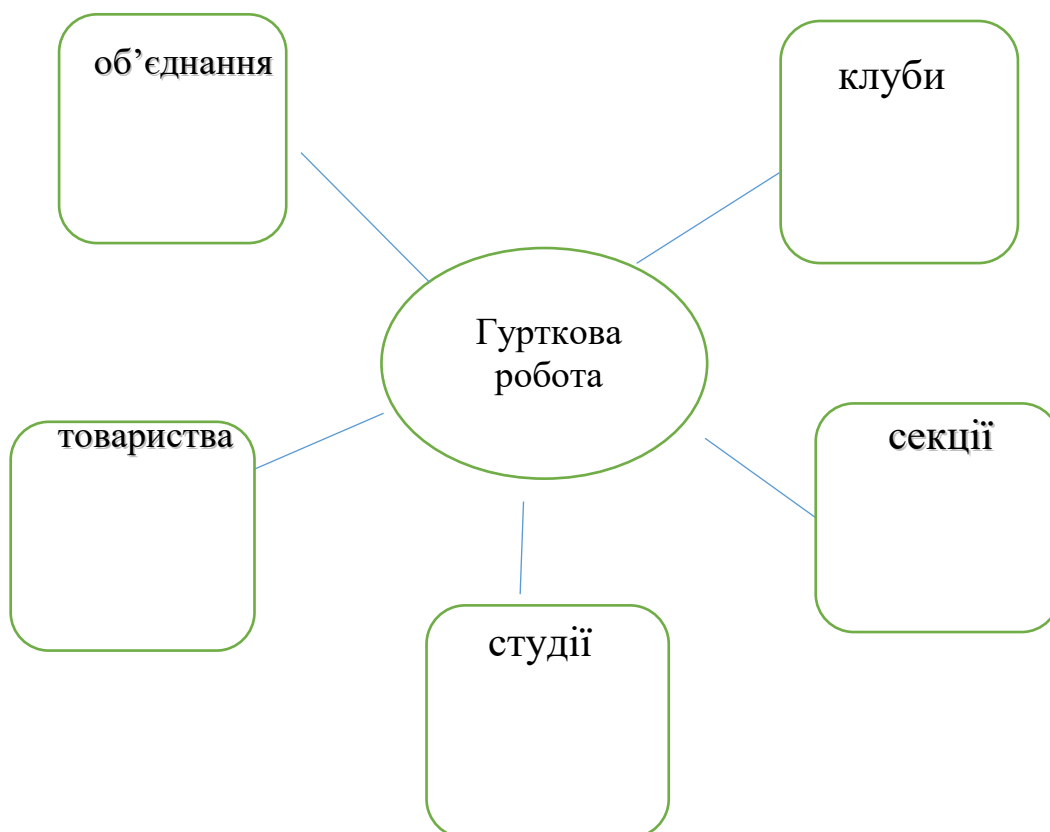 об’єднання
клуби
Гурткова
робота
товариства
секції
студії